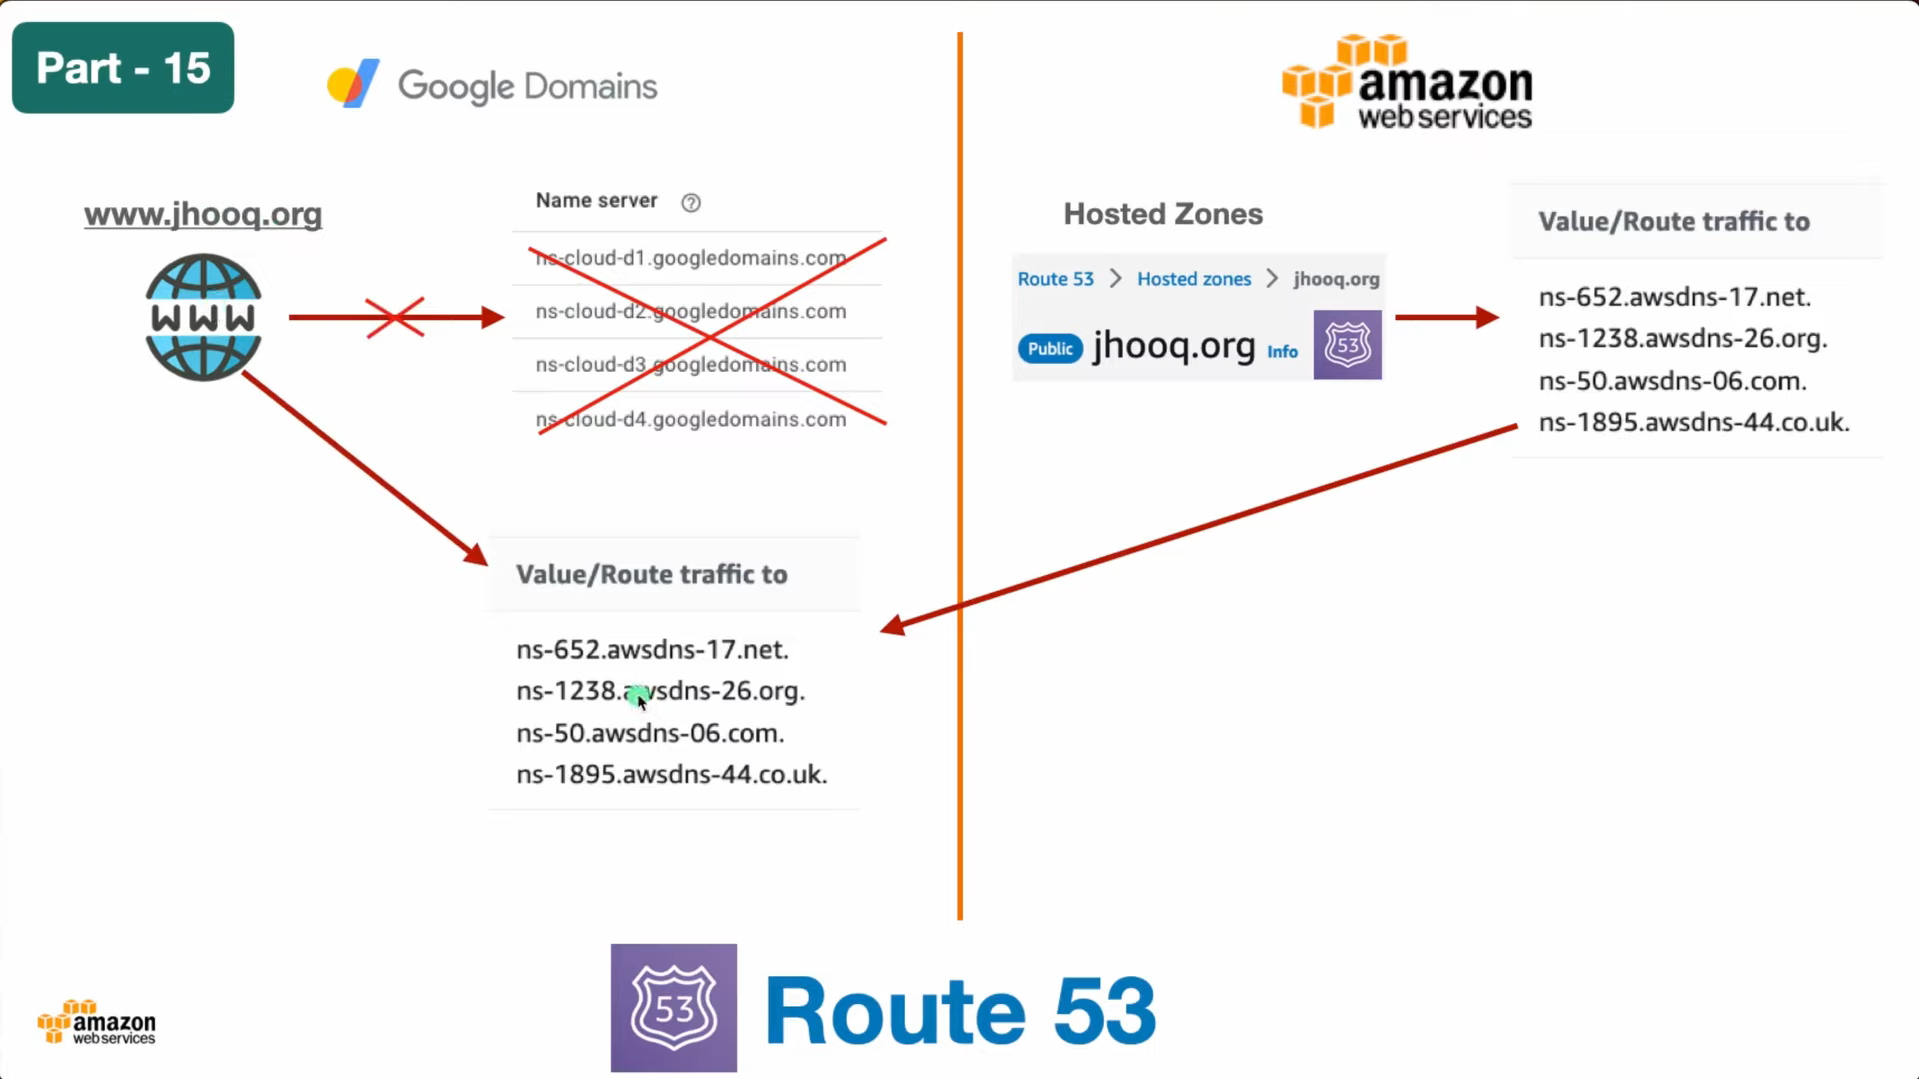 Part - 15
Google Domains
amazon
web services
www.jhooq.org
WWW
Name server ?
ns-cloud-d1.googledomains.com
ns-cloud-d2.googledomains.com
ns-cloud-d3.googledomains.com
ns-cloud-d4.googledomains.com
Hosted Zones
Route 53 > Hosted zones > jhooq.org
Public jhooq.org Info 53
Value/Route traffic to
ns-652.awsdns-17.net.
ns-1238.awsdns-26.org.
ns-50.awsdns-06.com.
ns-1895.awsdns-44.co.uk.
Value/Route traffic to
ns-652.awsdns-17.net.
ns-1238.awsdns-26.org.
ns-50.awsdns-06.com.
ns-1895.awsdns-44.co.uk.
amazon
web services
53 Route 53